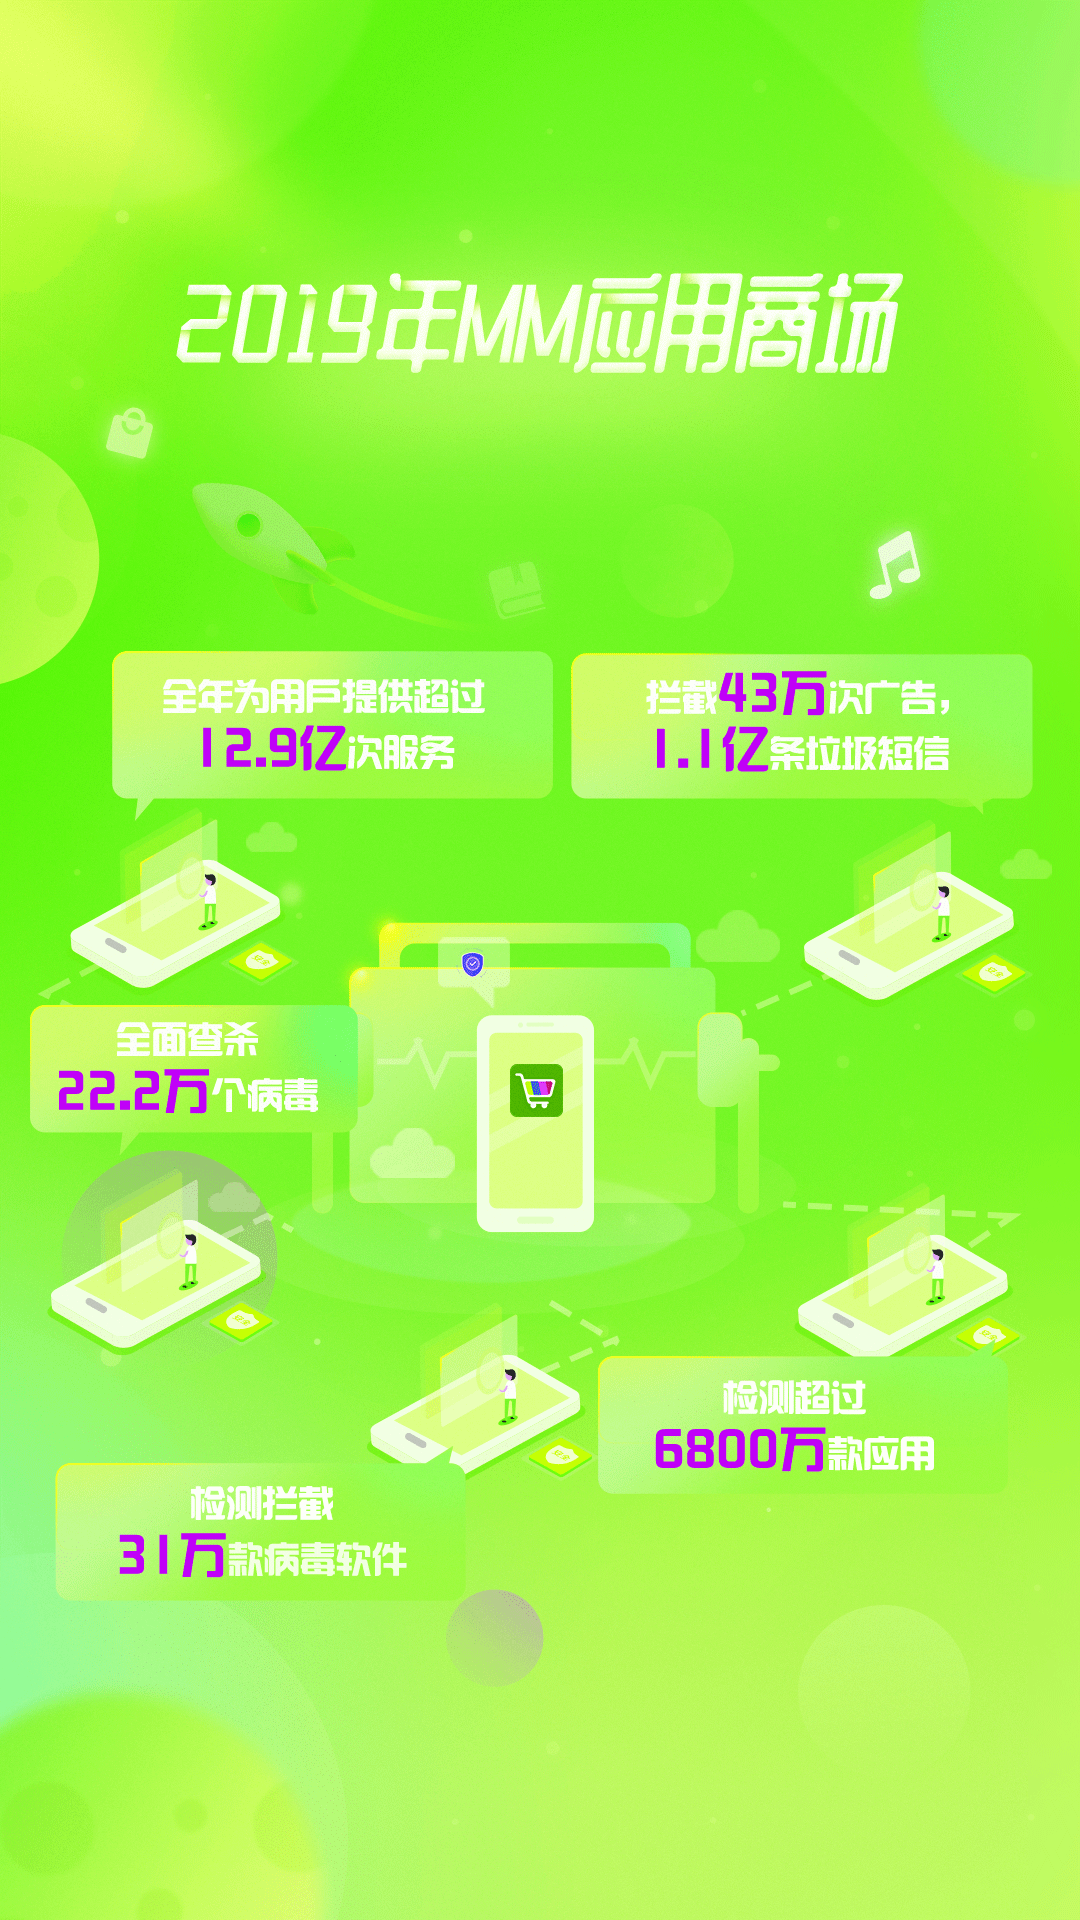 2019年MM应用商场
全年为用戶提供超过
12.9亿次服务
拦截43万次广告，
1.1亿条垃圾短信
全面查杀
22.2万个病毒
检测超过
6800万款应用
检测拦截
31万款病毒软件